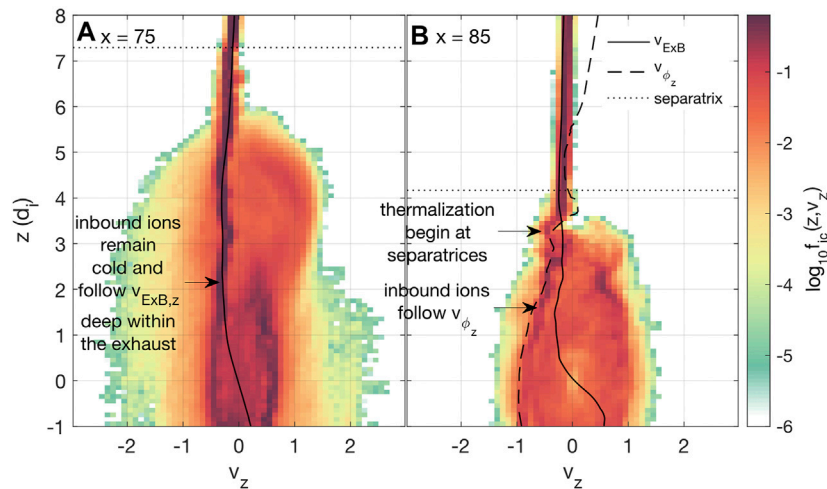 A x = 75
B x = 85
v_ExB
v_ϕ_z
separatrix
8
7
6
5
4
3
2
1
0
-1
z (d_i)
inbound ions
remain
cold and
follow v_ExB,z
deep within
the exhaust
thermalization
begin at
separatrices
inbound ions
follow v_ϕ_z
-2 -1 0 1 2
v_z
-2 -1 0 1 2
v_z
-1
-2
-3
-4
-5
-6
log10 f_ic(z,v_z)